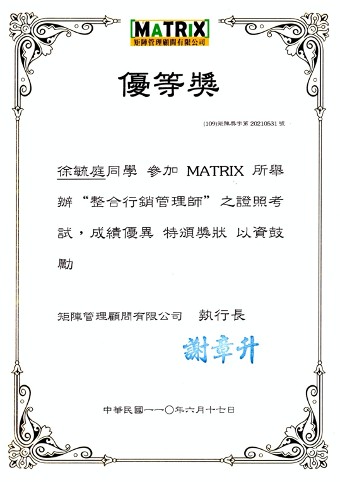 MATRIX
矩陣管理顧問有限公司
優等獎
(109)矩陣獎字第 20210531 號
徐毓庭同學 參加 MATRIX 所舉
辦 “整合行銷管理師” 之證照考
試，成績優異 特頒獎狀 以資鼓
勵
矩陣管理顧問有限公司 執行長
謝章升
中華民國一一〇年六月十七日